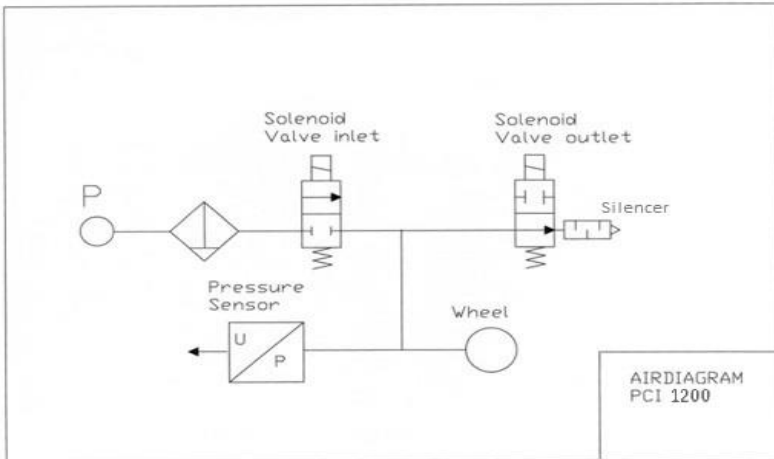 Solenoid
Valve inlet
Solenoid
Valve outlet
P
Silencer
Pressure
Sensor
U
P
Wheel
AIRDIAGRAM
PCI 1200